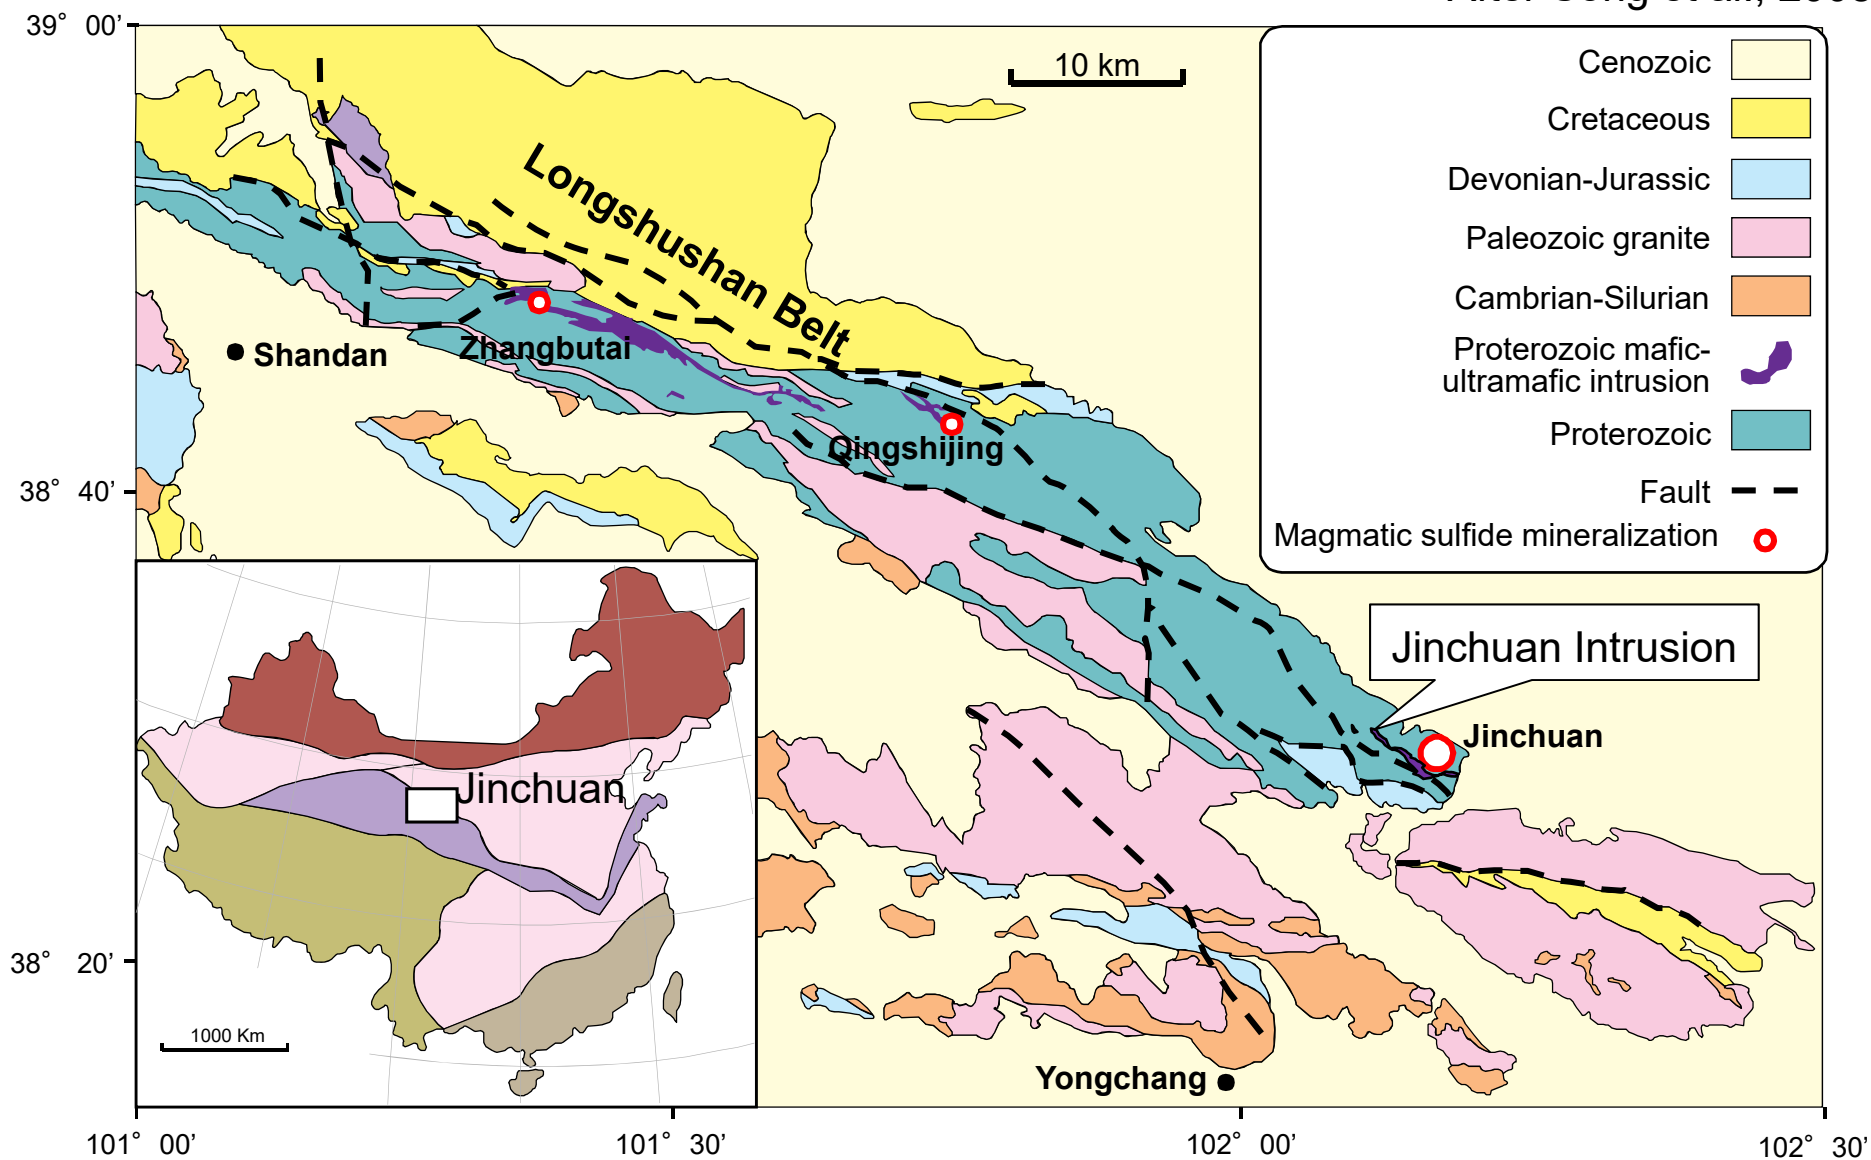 39° 00’
10 km
Cenozoic
Cretaceous
Devonian-Jurassic
Paleozoic granite
Cambrian-Silurian
Proterozoic mafic-
ultramafic intrusion
Proterozoic
Fault
Magmatic sulfide mineralization
Longshushan Belt
Shandan
Zhangbutai
Qingshijing
38° 40’
Jinchuan Intrusion
Jinchuan
Jinchuan
38° 20’
1000 Km
Yongchang
101° 00’
101° 30’
102° 00’
102° 30’